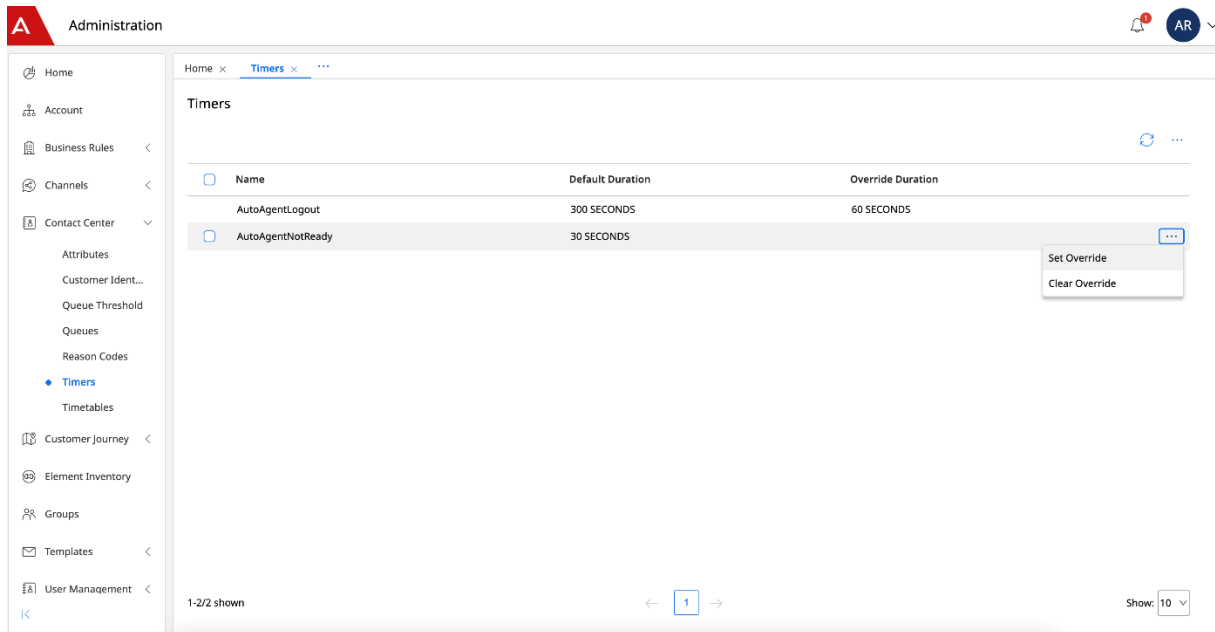 Administration
1
AR
Home
Account
Business Rules
Channels
Contact Center
Attributes
Customer Ident...
Queue Threshold
Queues
Reason Codes
Timers
Timetables
Customer Journey
Element Inventory
Groups
Templates
User Management
Home × Timers × ...
Timers
...
Name Default Duration Override Duration
AutoAgentLogout 300 SECONDS 60 SECONDS
AutoAgentNotReady 30 SECONDS ...
Set Override
Clear Override
1-2/2 shown
← 1 →
Show: 10